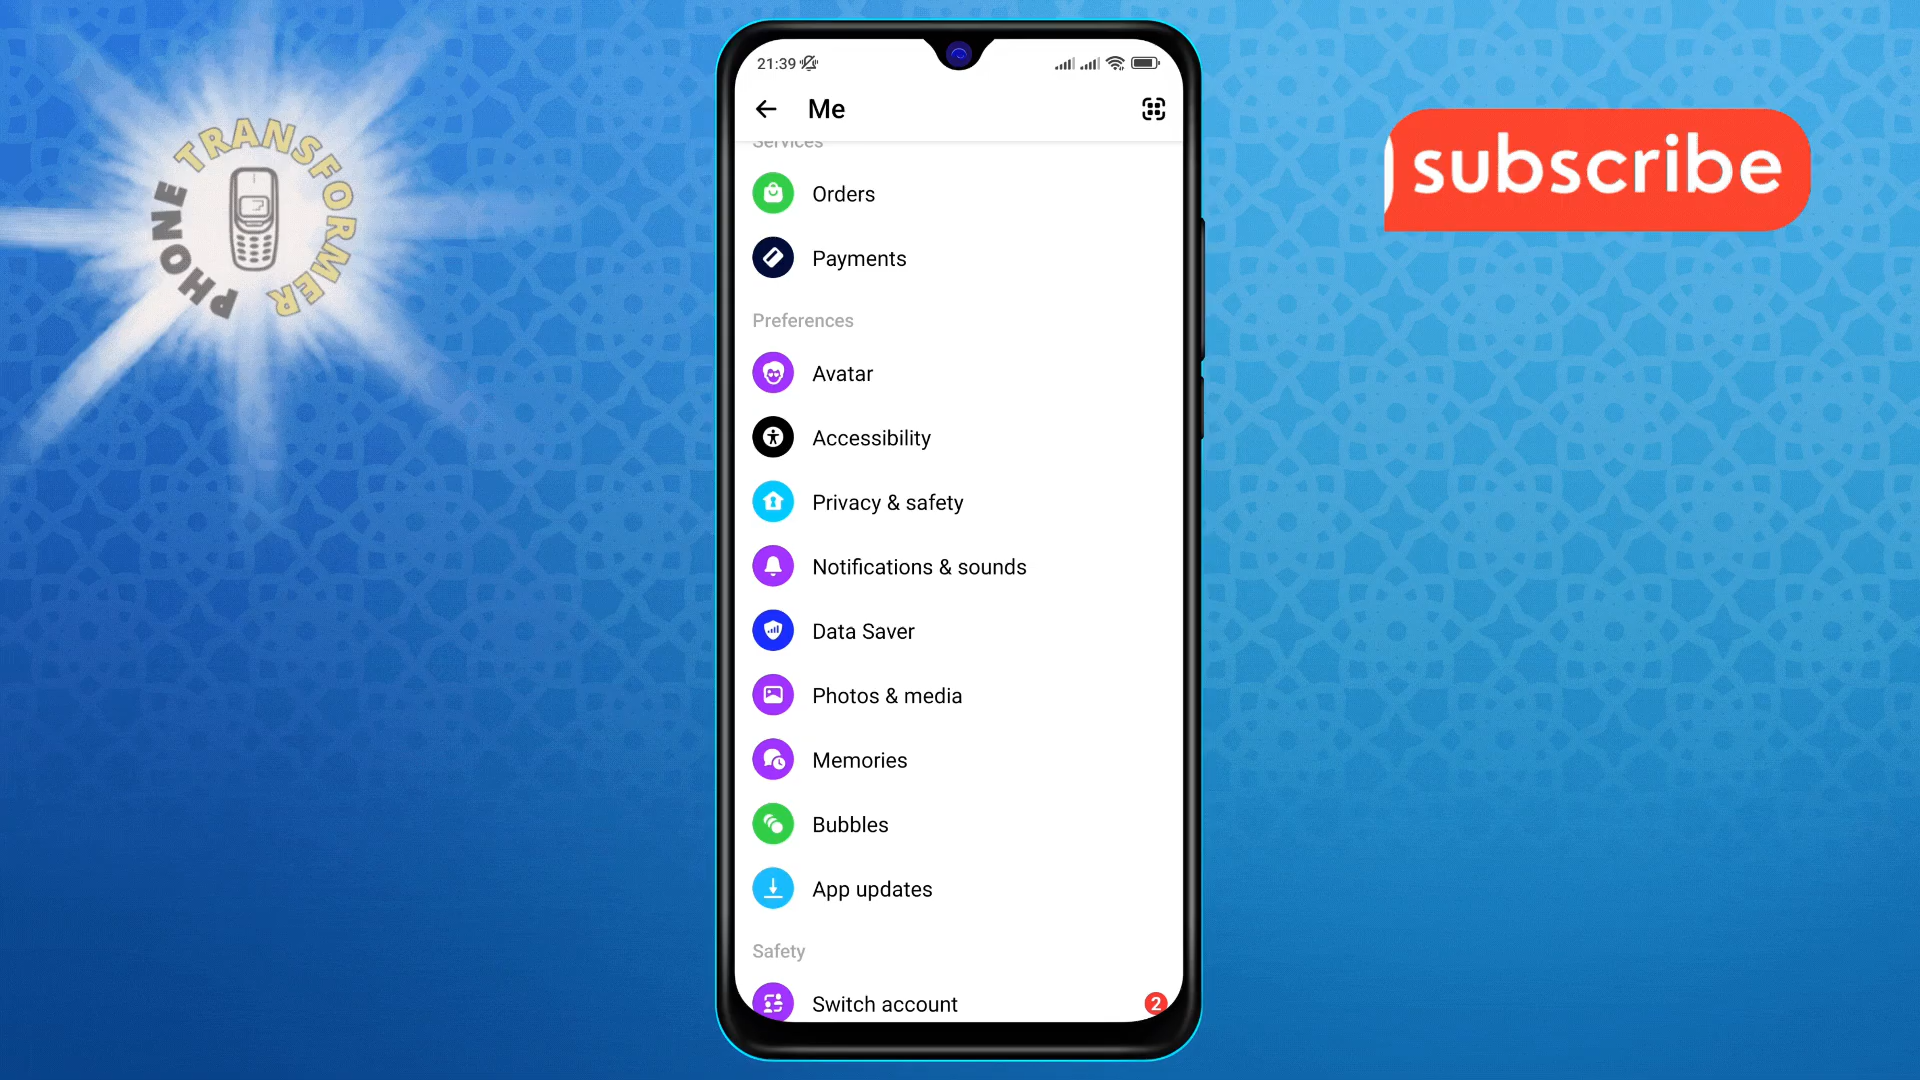 PHONE TRANSFORMER
21:39
Me
Services
Orders
Payments
Preferences
Avatar
Accessibility
Privacy & safety
Notifications & sounds
Data Saver
Photos & media
Memories
Bubbles
App updates
Safety
Switch account
2
subscribe